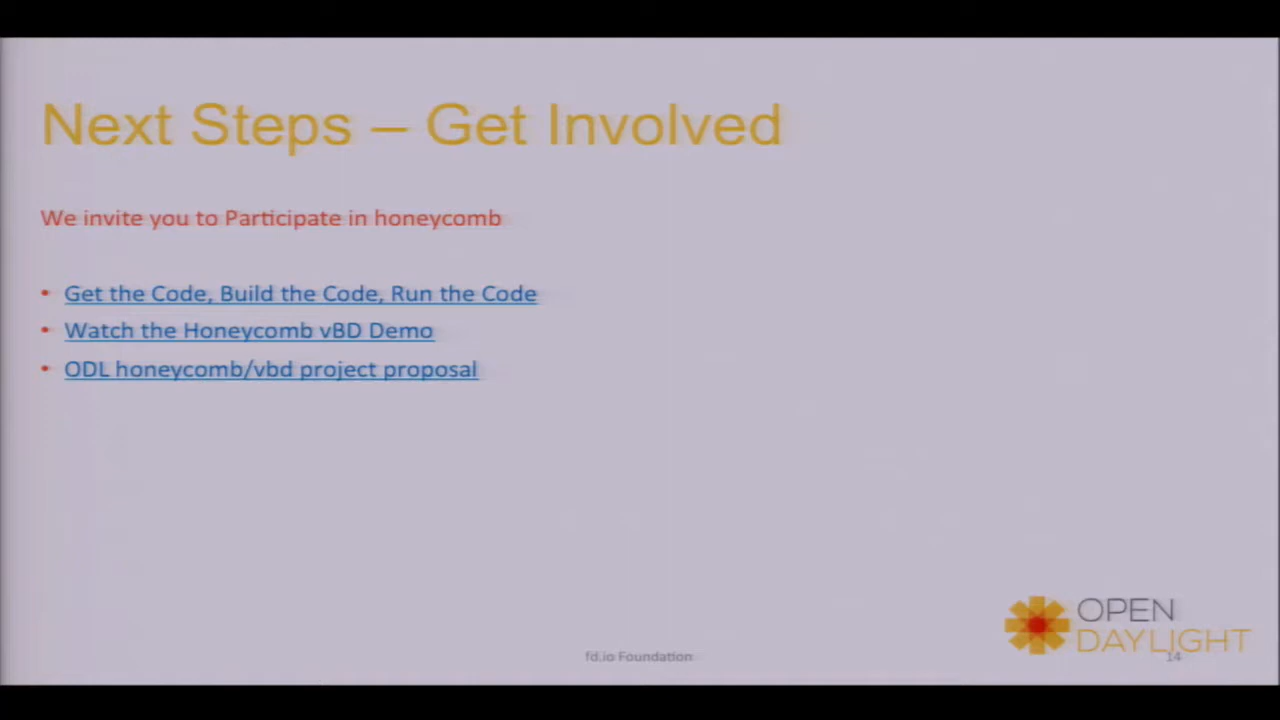 Next Steps – Get Involved
We invite you to Participate in honeycomb
• Get the Code, Build the Code, Run the Code
• Watch the Honeycomb vBD Demo
• ODL honeycomb/vbd project proposal
OPEN
DAYLIGHT
fd.io Foundation
14